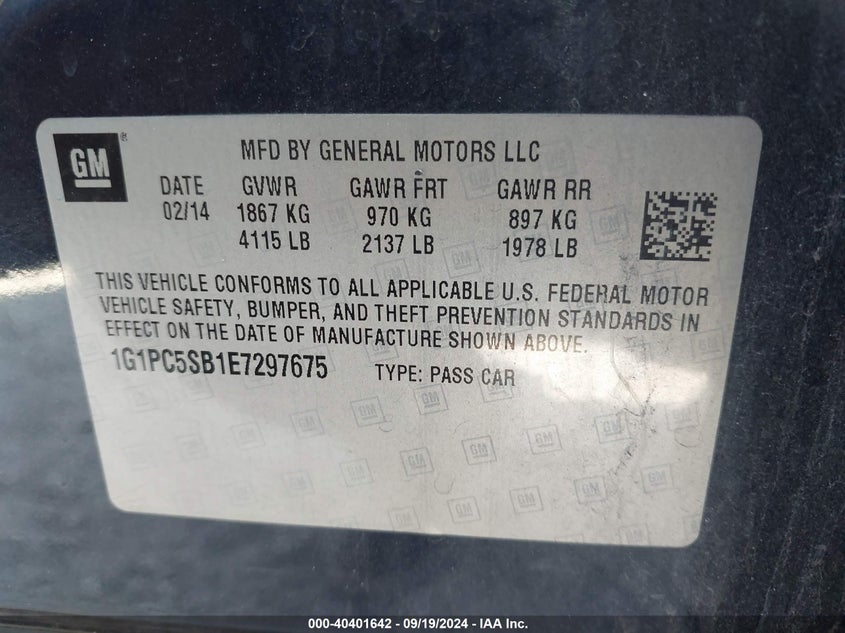 GM ®
MFD BY GENERAL MOTORS LLC
DATE GVWR GAWR FRT GAWR RR
02/14 1867 KG 970 KG 897 KG
4115 LB 2137 LB 1978 LB
THIS VEHICLE CONFORMS TO ALL APPLICABLE U.S. FEDERAL MOTOR
VEHICLE SAFETY, BUMPER, AND THEFT PREVENTION STANDARDS IN
EFFECT ON THE DATE OF MANUFACTURE SHOWN ABOVE.
1G1PC5SB1E7297675 TYPE: PASS CAR
000-40401642 - 09/19/2024 - IAA Inc.